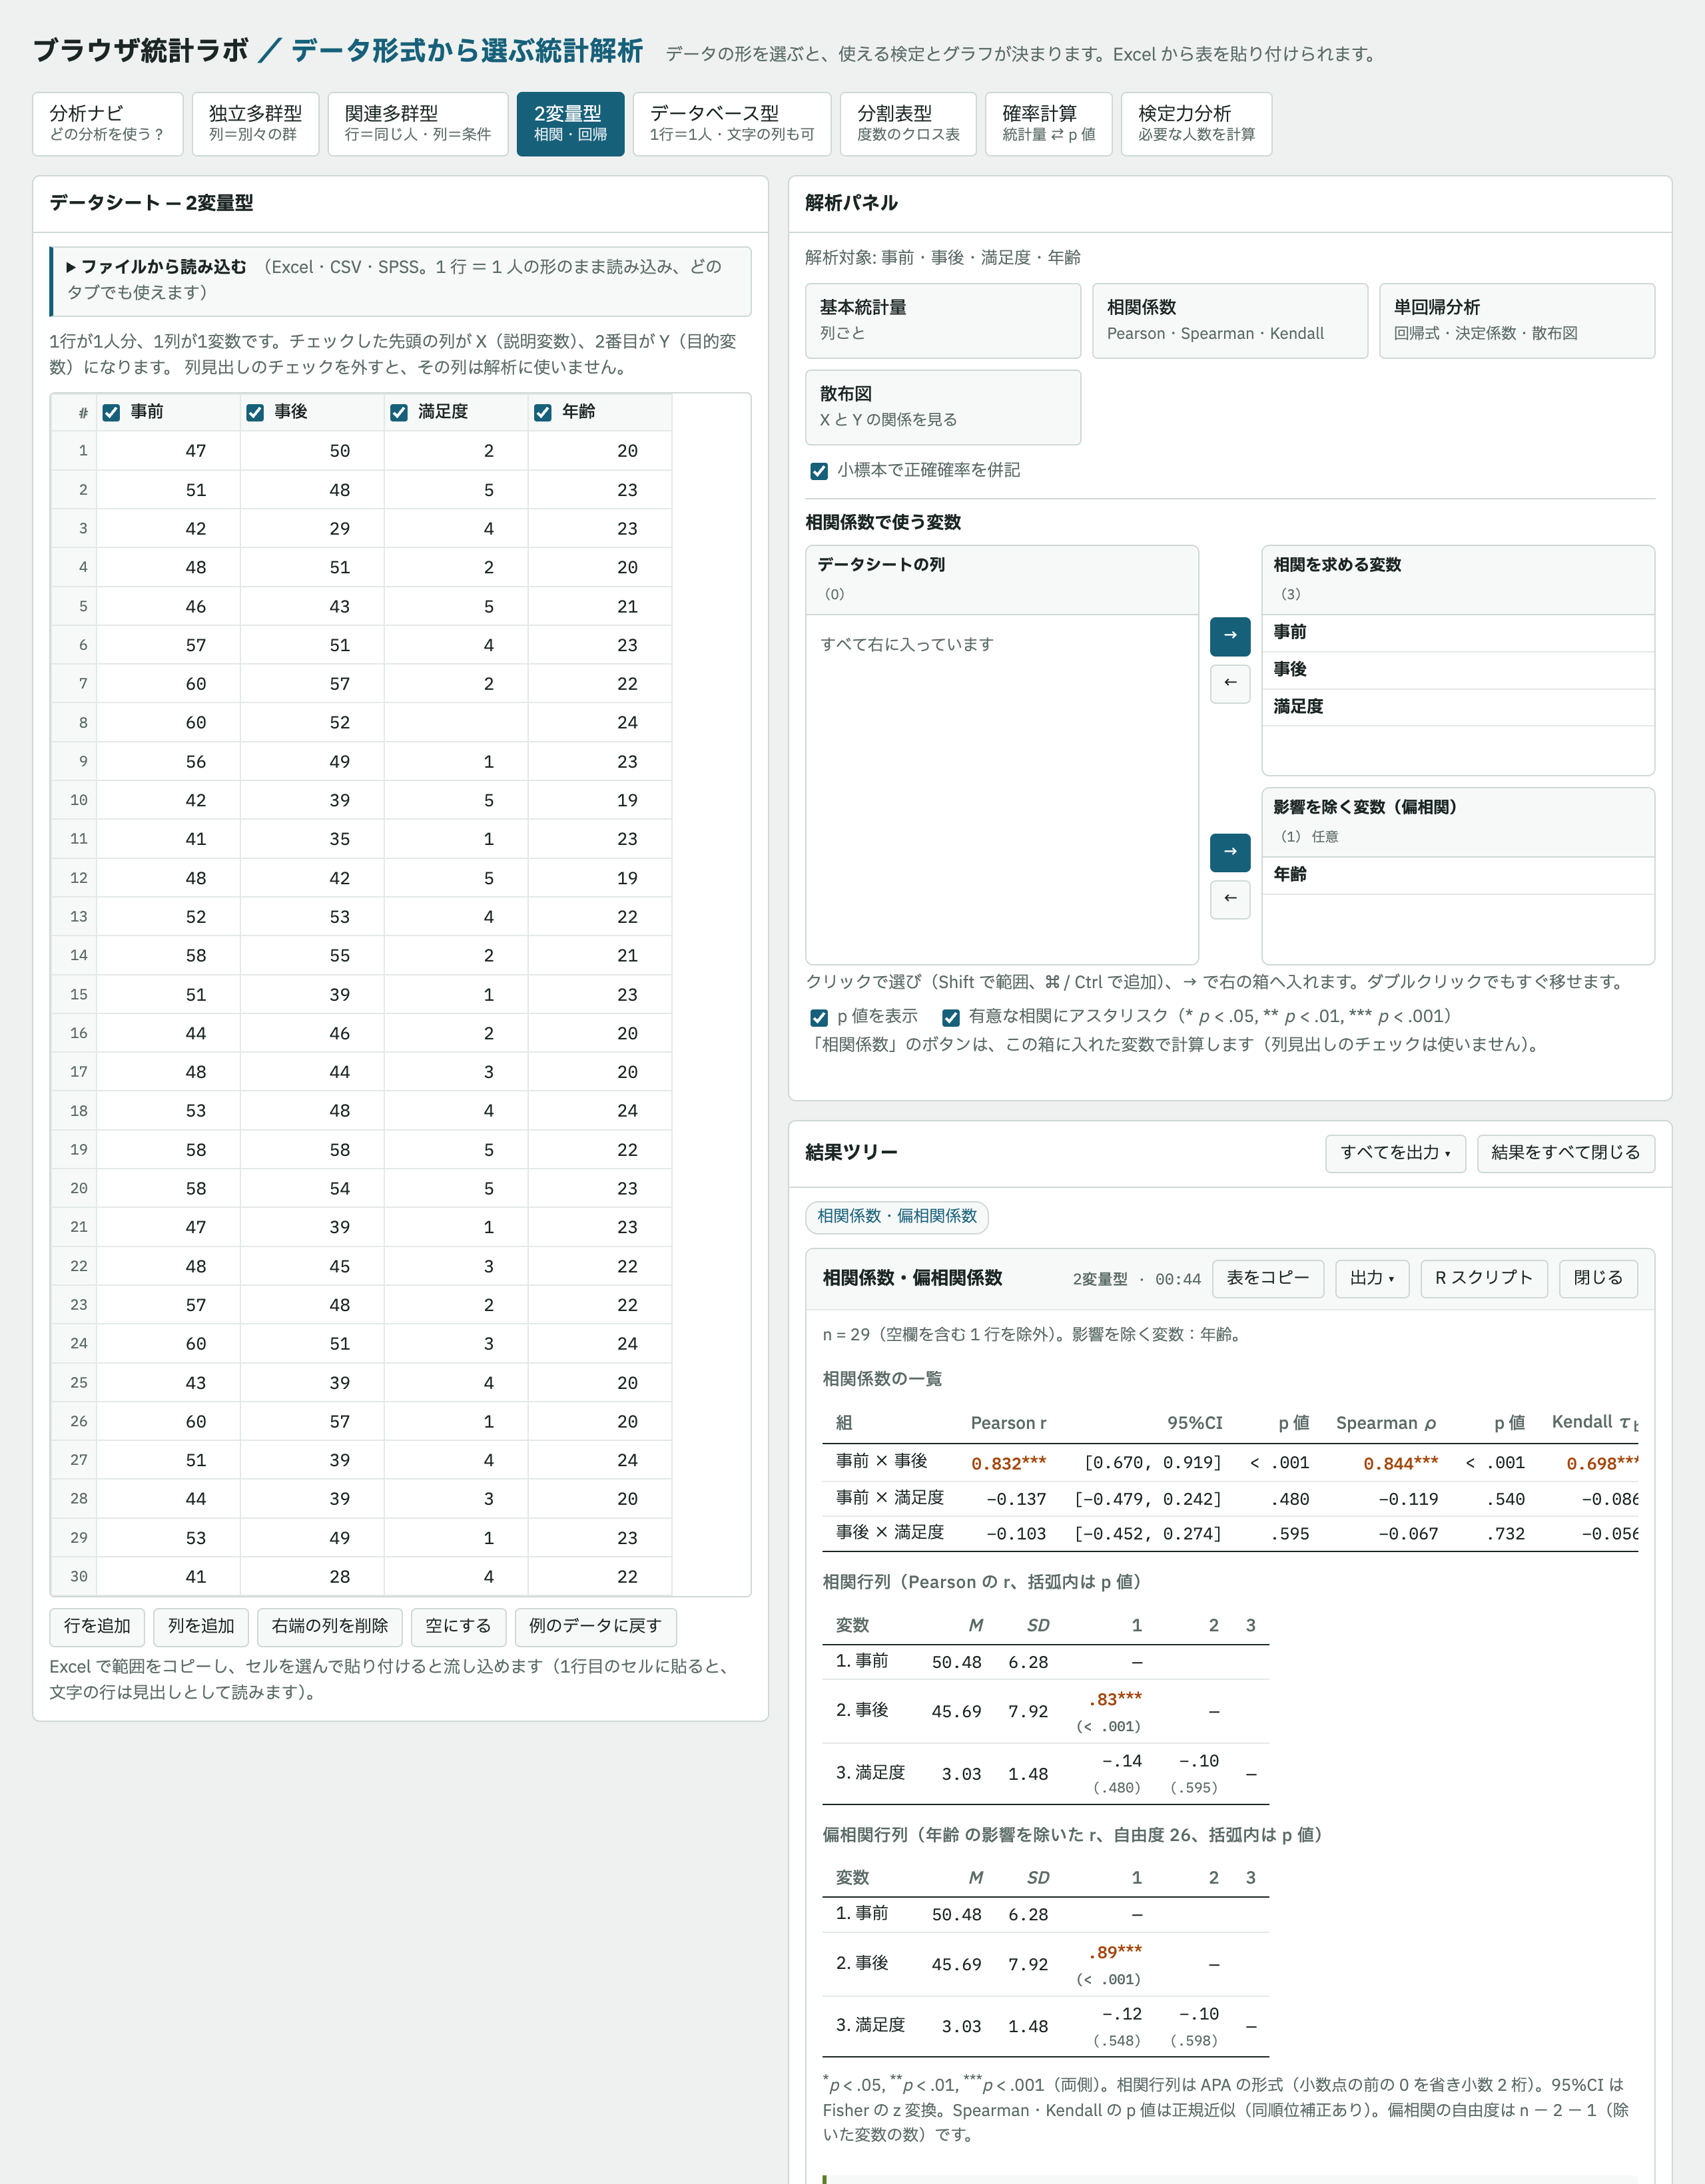 ブラウザ統計ラボ ／ データ形式から選ぶ統計解析 データの形を選ぶと、使える検定とグラフが決まります。Excel から表を貼り付けられます。
分析ナビ
どの分析を使う？
独立多群型
列＝別々の群
関連多群型
行＝同じ人・列＝条件
2変量型
相関・回帰
データベース型
1行＝1人・文字の列も可
分割表型
度数のクロス表
確率計算
統計量 ⇄ p 値
検定力分析
必要な人数を計算
データシート — 2変量型
▶ ファイルから読み込む （Excel・CSV・SPSS。1 行 ＝ 1 人の形のまま読み込み、どの
タブでも使えます）
1行が1人分、1列が1変数です。チェックした先頭の列が X（説明変数）、2番目が Y（目的変
数）になります。 列見出しのチェックを外すと、その列は解析に使いません。
# 事前 事後 満足度 年齢
1 47 50 2 20
2 51 48 5 23
3 42 29 4 23
4 48 51 2 20
5 46 43 5 21
6 57 51 4 23
7 60 57 2 22
8 60 52 24
9 56 49 1 23
10 42 39 5 19
11 41 35 1 23
12 48 42 5 19
13 52 53 4 22
14 58 55 2 21
15 51 39 1 23
16 44 46 2 20
17 48 44 3 20
18 53 48 4 24
19 58 58 5 22
20 58 54 5 23
21 47 39 1 23
22 48 45 3 22
23 57 48 2 22
24 60 51 3 24
25 43 39 4 20
26 60 57 1 20
27 51 39 4 24
28 44 39 3 20
29 53 49 1 23
30 41 28 4 22
行を追加 列を追加 右端の列を削除 空にする 例のデータに戻す
Excel で範囲をコピーし、セルを選んで貼り付けると流し込めます（1行目のセルに貼ると、
文字の行は見出しとして読みます）。
解析パネル
解析対象: 事前・事後・満足度・年齢
基本統計量
列ごと
相関係数
Pearson・Spearman・Kendall
単回帰分析
回帰式・決定係数・散布図
散布図
X と Y の関係を見る
小標本で正確確率を併記
相関係数で使う変数
データシートの列
（0）
すべて右に入っています
→
←
相関を求める変数
（3）
事前
事後
満足度
→
←
影響を除く変数（偏相関）
（1） 任意
年齢
クリックで選び（Shift で範囲、⌘ / Ctrl で追加）、→ で右の箱へ入れます。ダブルクリックでもすぐ移せます。
p 値を表示 有意な相関にアスタリスク（* p < .05, ** p < .01, *** p < .001）
「相関係数」のボタンは、この箱に入れた変数で計算します（列見出しのチェックは使いません）。
結果ツリー すべてを出力 ▾ 結果をすべて閉じる
相関係数・偏相関係数
相関係数・偏相関係数 2変量型 · 00:44 表をコピー 出力 ▾ R スクリプト 閉じる
n = 29（空欄を含む 1 行を除外）。影響を除く変数：年齢。
相関係数の一覧
組 Pearson r 95%CI p 値 Spearman ρ p 値 Kendall τb
事前 × 事後 0.832*** [0.670, 0.919] < .001 0.844*** < .001 0.698***
事前 × 満足度 −0.137 [−0.479, 0.242] .480 −0.119 .540 −0.086
事後 × 満足度 −0.103 [−0.452, 0.274] .595 −0.067 .732 −0.056
相関行列（Pearson の r、括弧内は p 値）
変数 M SD 1 2 3
1. 事前 50.48 6.28 —
2. 事後 45.69 7.92 .83*** —
(< .001)
3. 満足度 3.03 1.48 −.14 −.10 —
(.480) (.595)
偏相関行列（年齢 の影響を除いた r、自由度 26、括弧内は p 値）
変数 M SD 1 2 3
1. 事前 50.48 6.28 —
2. 事後 45.69 7.92 .89*** —
(< .001)
3. 満足度 3.03 1.48 −.12 −.10 —
(.548) (.598)
*p < .05, **p < .01, ***p < .001（両側）。相関行列は APA の形式（小数点の前の 0 を省き小数 2 桁）。95%CI は
Fisher の z 変換。Spearman・Kendall の p 値は正規近似（同順位補正あり）。偏相関の自由度は n − 2 − 1（除
いた変数の数）です。